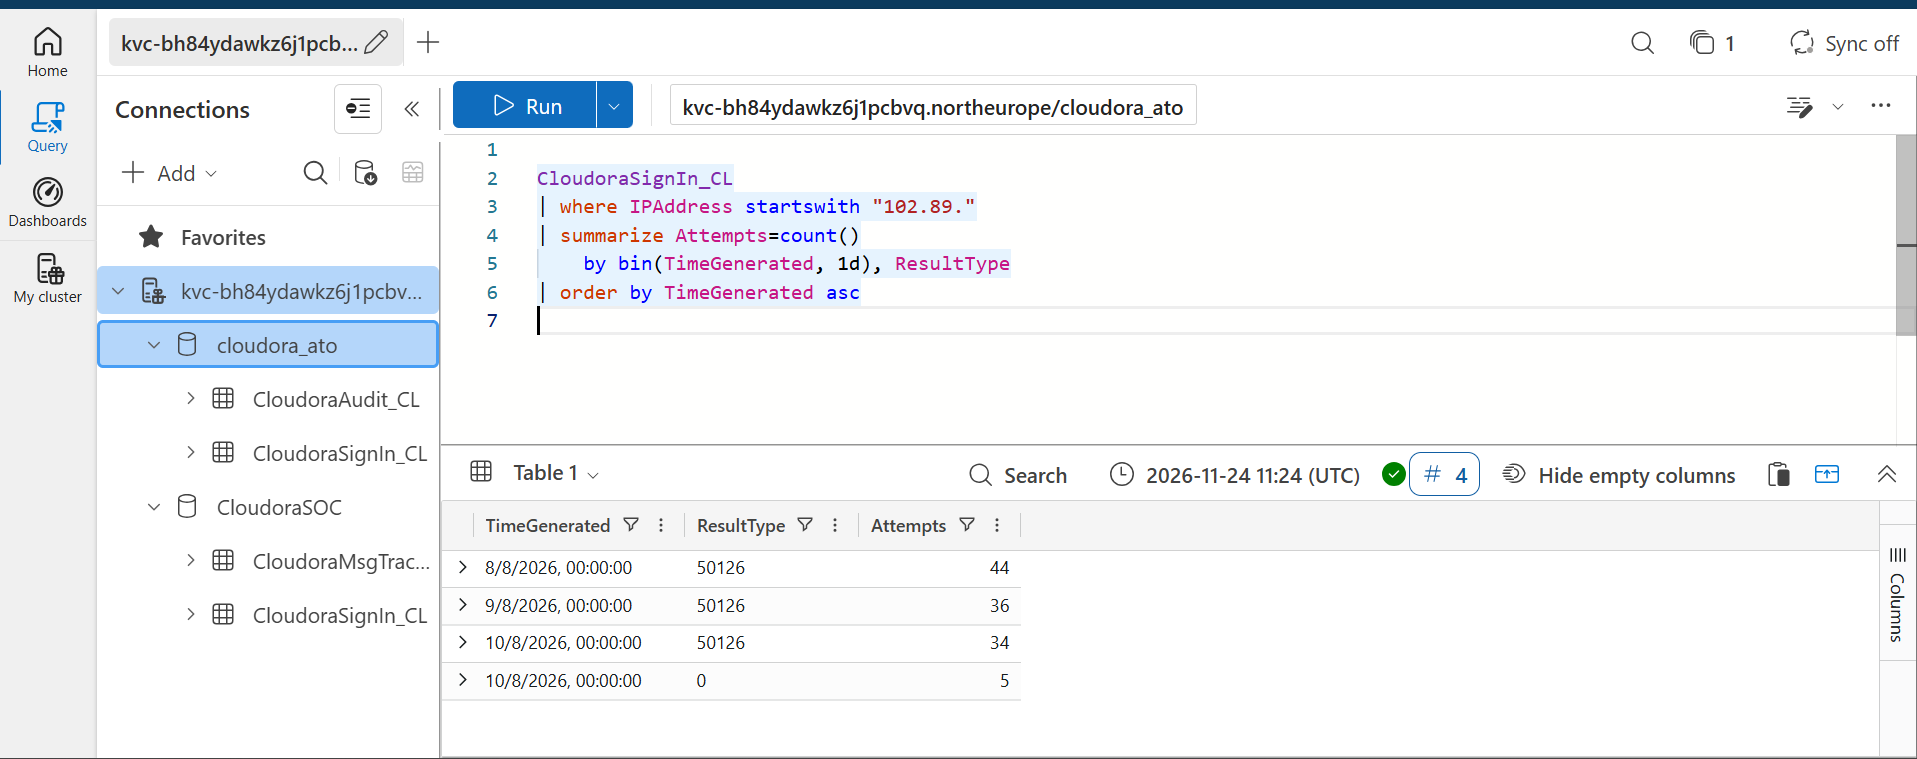 kvc-bh84ydawkz6j1pcb...
1
Sync off
Home
Query
Dashboards
My cluster
Connections
Add
Favorites
kvc-bh84ydawkz6j1pcbv...
cloudora_ato
CloudoraAudit_CL
CloudoraSignIn_CL
CloudoraSOC
CloudoraMsgTrac...
CloudoraSignIn_CL
Run
kvc-bh84ydawkz6j1pcbvq.northeurope/cloudora_ato
1
2 CloudoraSignIn_CL
3 | where IPAddress startswith "102.89."
4 | summarize Attempts=count()
5 by bin(TimeGenerated, 1d), ResultType
6 | order by TimeGenerated asc
7
Table 1 Search 2026-11-24 11:24 (UTC) # 4 Hide empty columns
TimeGenerated ResultType Attempts
8/8/2026, 00:00:00 50126 44
9/8/2026, 00:00:00 50126 36
10/8/2026, 00:00:00 50126 34
10/8/2026, 00:00:00 0 5
Columns